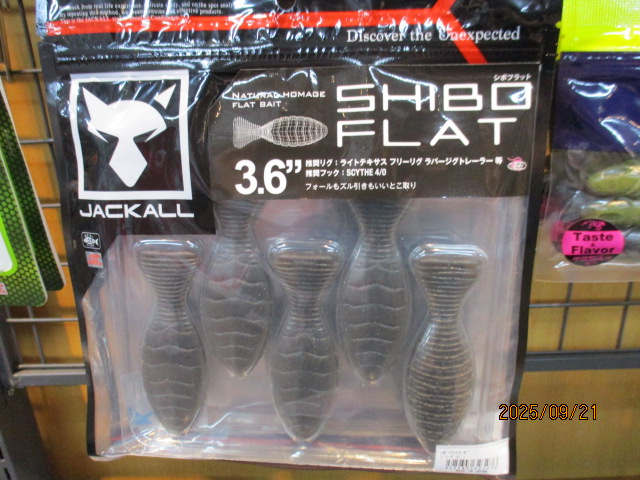 Discover the Unexpected
NATURAL HOMAGE
FLAT BAIT
シボフラット
SHIBO
FLAT
3.6”
推奨リグ：ライトテキサス フリーリグ ラバージグトレーラー 等
推奨フック：SCYTHE 4/0
フォールもズル引きもいいとこ取り
JACKALL
Taste
&
Flavor
2025/09/21